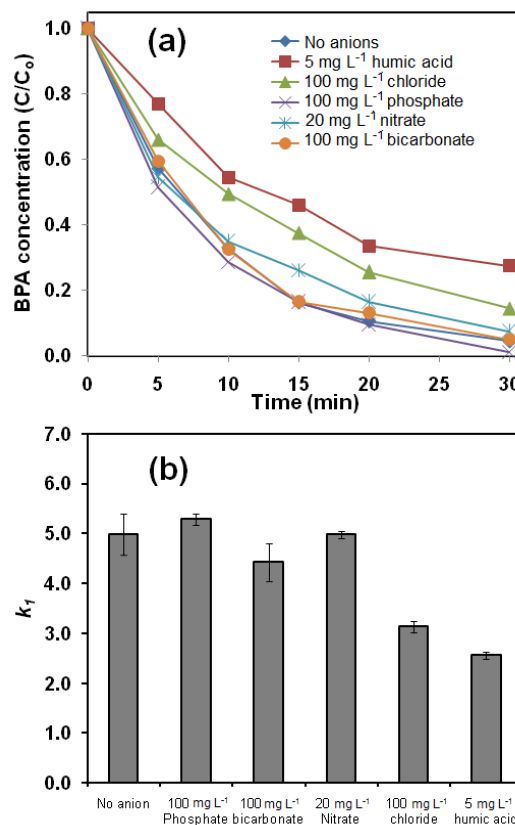 (a)
BPA concentration (C/Cₒ)
1.0
0.8
0.6
0.4
0.2
0.0
No anions
5 mg L⁻¹ humic acid
100 mg L⁻¹ chloride
100 mg L⁻¹ phosphate
20 mg L⁻¹ nitrate
100 mg L⁻¹ bicarbonate
0 5 10 15 20 30
Time (min)
(b)
k₁
7.0
6.0
5.0
4.0
3.0
2.0
1.0
0.0
No anion 100 mg L⁻¹ 100 mg L⁻¹ 20 mg L⁻¹ 100 mg L⁻¹ 5 mg L⁻¹
Phosphate bicarbonate Nitrate chloride humic acid